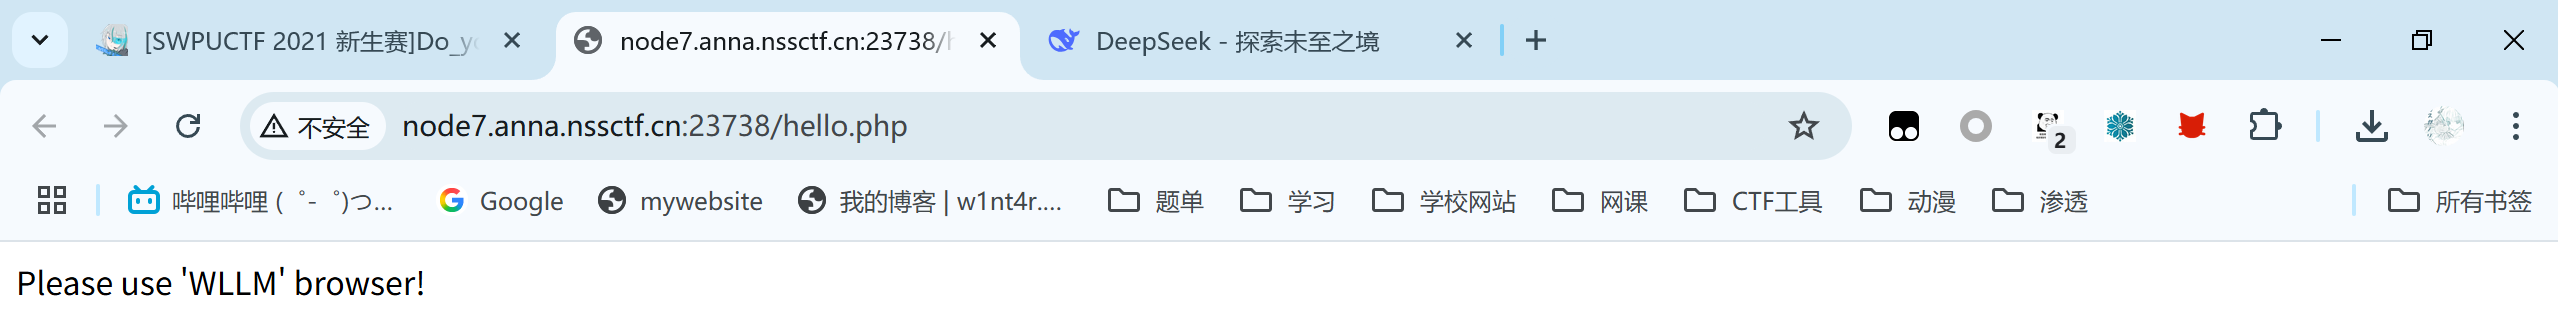 [SWPUCTF 2021 新生赛]Do_yo
node7.anna.nssctf.cn:23738/h
DeepSeek - 探索未至之境
不安全
node7.anna.nssctf.cn:23738/hello.php
2
哔哩哔哩 (゜-゜)つ...
Google
mywebsite
我的博客 | w1nt4r....
题单
学习
学校网站
网课
CTF工具
动漫
渗透
所有书签
Please use 'WLLM' browser!